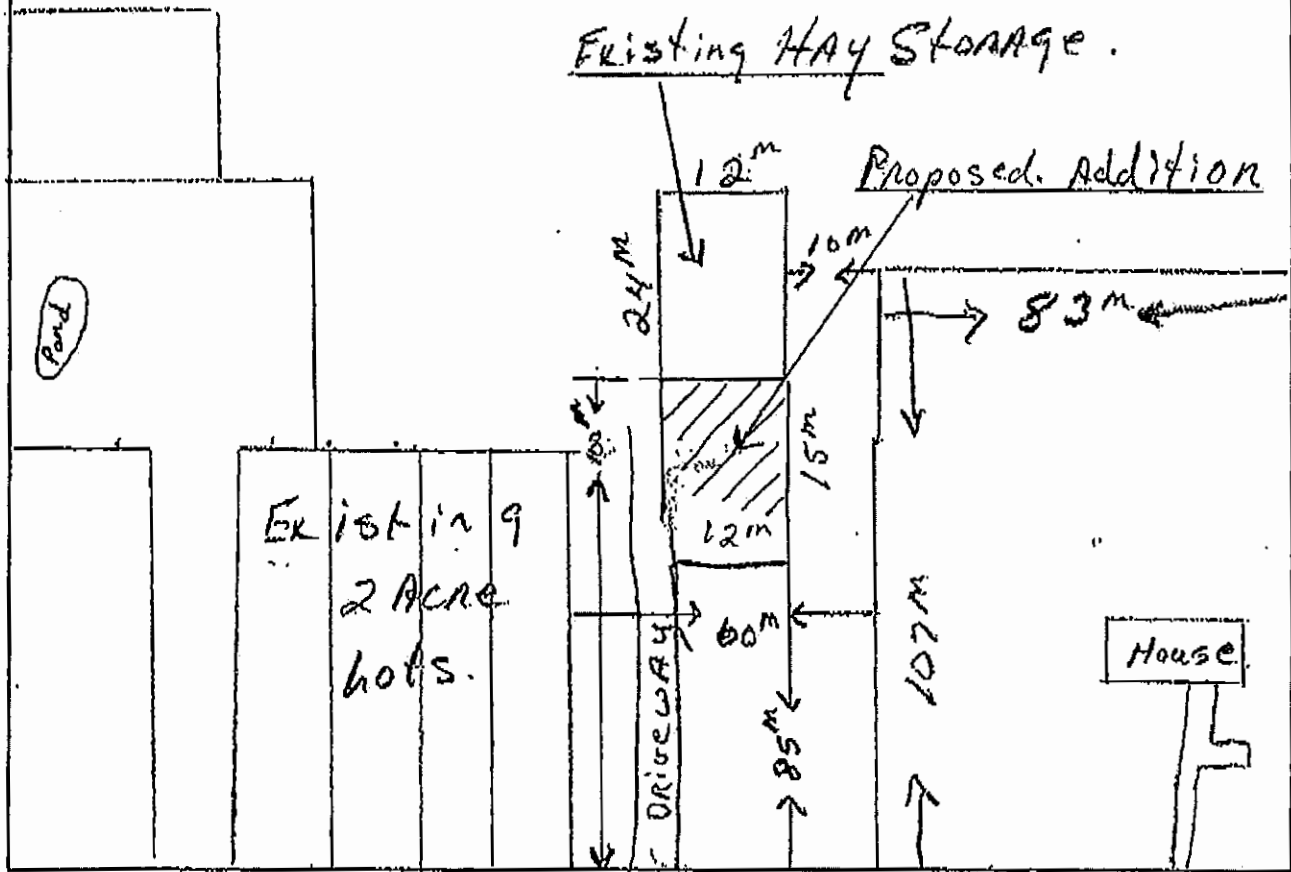 Existing HAy Storage.
12m
Proposed Addition
10m
24m
83m
Pond
15m
Existing
2 Acre
Lots.
12m
60m
107m
House
DRiveWAY
85m